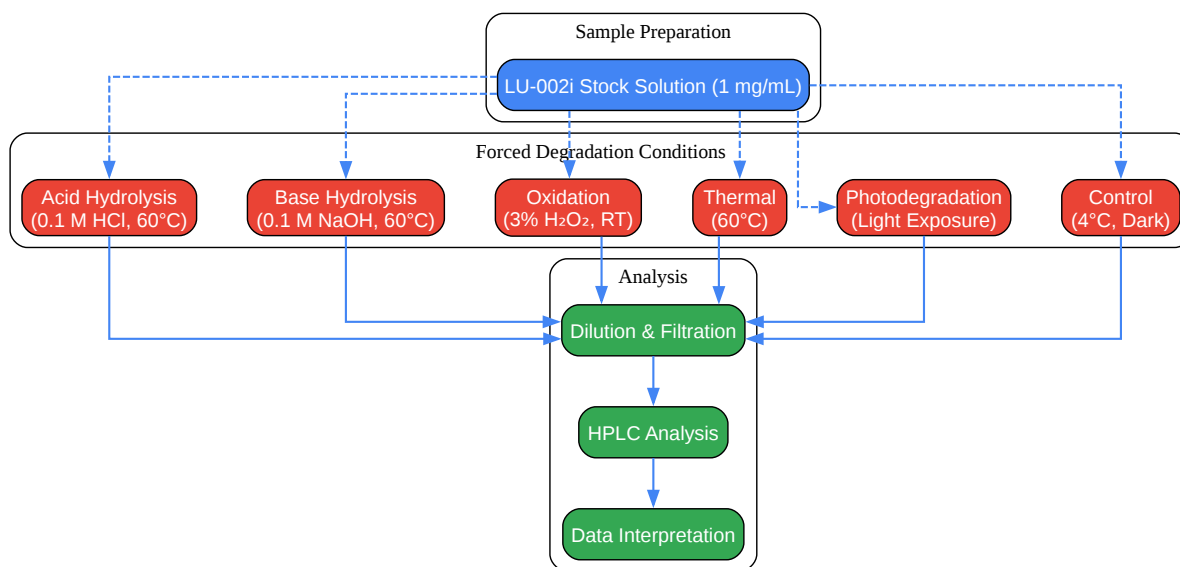 Sample Preparation
LU-002i Stock Solution (1 mg/mL)
Forced Degradation Conditions
Acid Hydrolysis
(0.1 M HCl, 60°C)
Base Hydrolysis
(0.1 M NaOH, 60°C)
Oxidation
(3% H₂O₂, RT)
Thermal
(60°C)
Photodegradation
(Light Exposure)
Control
(4°C, Dark)
Analysis
Dilution & Filtration
HPLC Analysis
Data Interpretation